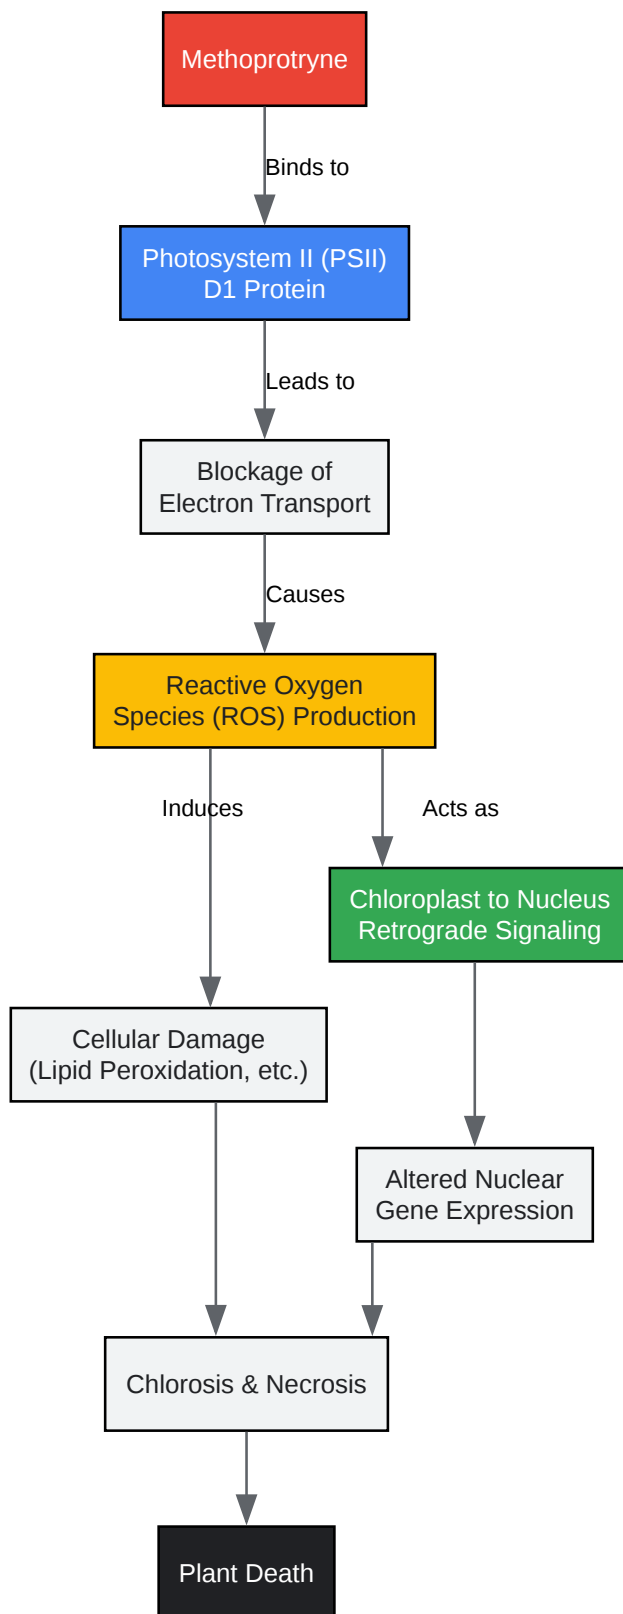 Methoprotryne
Binds to
Photosystem II (PSII)
D1 Protein
Leads to
Blockage of
Electron Transport
Causes
Reactive Oxygen
Species (ROS) Production
Induces
Acts as
Chloroplast to Nucleus
Retrograde Signaling
Cellular Damage
(Lipid Peroxidation, etc.)
Altered Nuclear
Gene Expression
Chlorosis & Necrosis
Plant Death